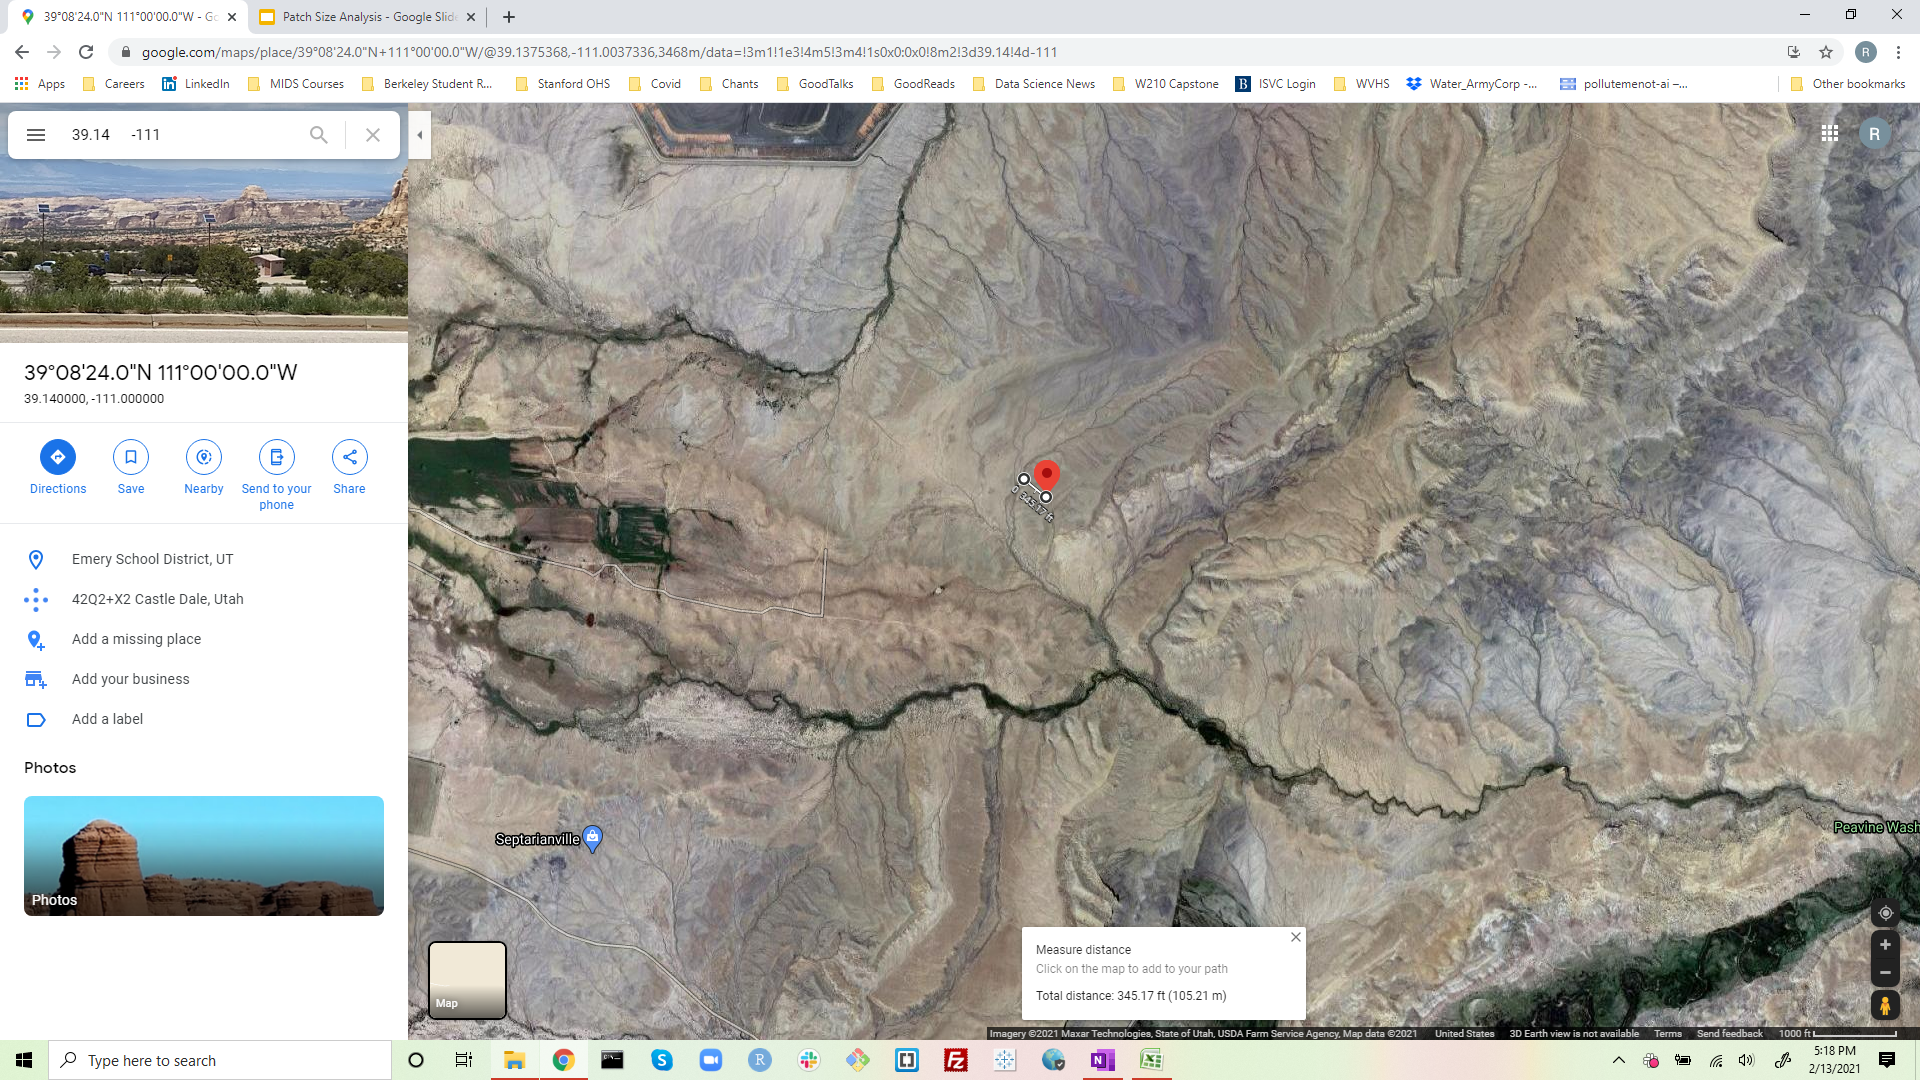 39°08'24.0"N 111°00'00.0"W - Go
Patch Size Analysis - Google Slide
google.com/maps/place/39°08'24.0"N+111°00'00.0"W/@39.1375368,-111.0037336,3468m/data=!3m1!1e3!4m5!3m4!1s0x0:0x0!8m2!3d39.14!4d-111
R
Apps
Careers
LinkedIn
MIDS Courses
Berkeley Student R...
Stanford OHS
Covid
Chants
GoodTalks
GoodReads
Data Science News
W210 Capstone
B ISVC Login
WVHS
Water_ArmyCorp -...
pollutemenot-ai –...
Other bookmarks
39.14 -111
R
39°08'24.0"N 111°00'00.0"W
39.140000, -111.000000
Directions
Save
Nearby
Send to your
phone
Share
Emery School District, UT
42Q2+X2 Castle Dale, Utah
Add a missing place
Add your business
Add a label
Photos
Photos
0
345.17 ft
Septarianville
Peavine Wash
Map
Measure distance
Click on the map to add to your path
Total distance: 345.17 ft (105.21 m)
Imagery ©2021 Maxar Technologies, State of Utah, USDA Farm Service Agency, Map data ©2021
United States
3D Earth view is not available
Terms
Send feedback
1000 ft
Type here to search
5:18 PM
2/13/2021